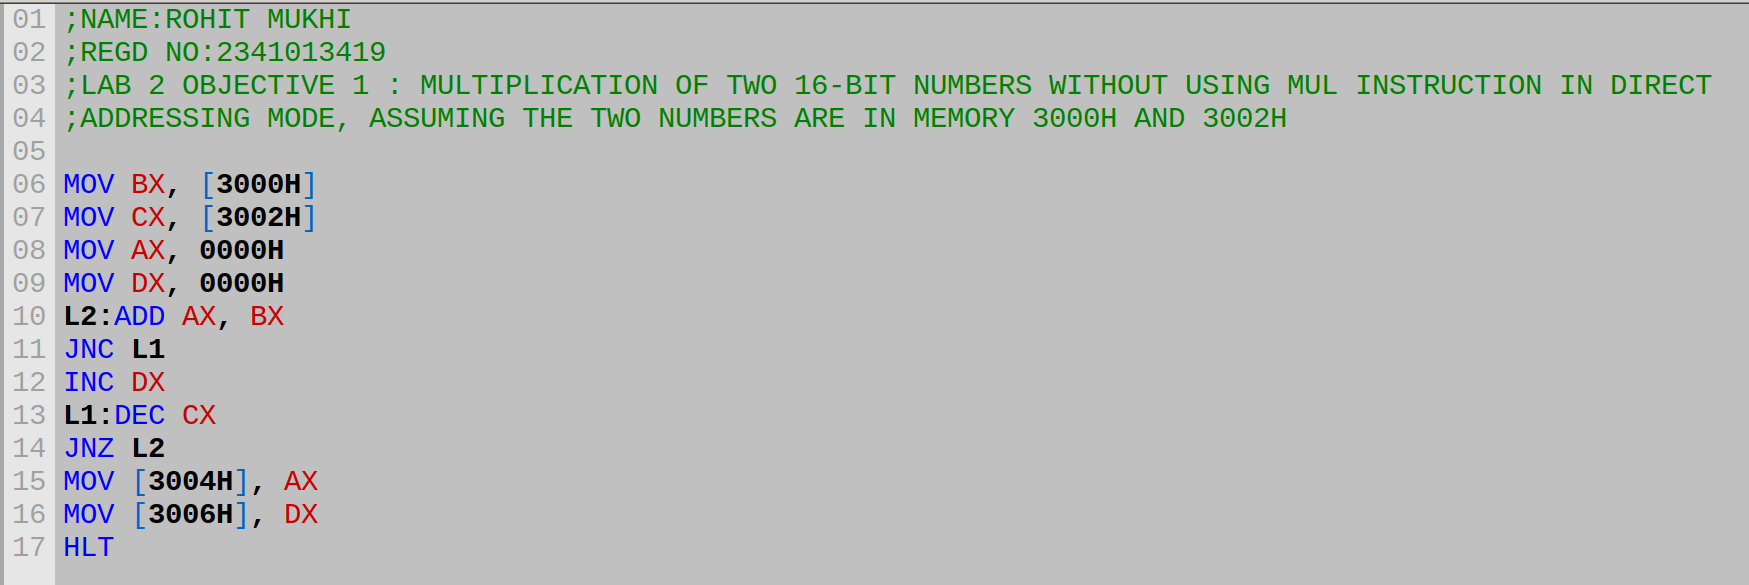 01 ;NAME:ROHIT MUKHI
02 ;REGD NO:2341013419
03 ;LAB 2 OBJECTIVE 1 : MULTIPLICATION OF TWO 16-BIT NUMBERS WITHOUT USING MUL INSTRUCTION IN DIRECT
04 ;ADDRESSING MODE, ASSUMING THE TWO NUMBERS ARE IN MEMORY 3000H AND 3002H
05
06 MOV BX, [3000H]
07 MOV CX, [3002H]
08 MOV AX, 0000H
09 MOV DX, 0000H
10 L2:ADD AX, BX
11 JNC L1
12 INC DX
13 L1:DEC CX
14 JNZ L2
15 MOV [3004H], AX
16 MOV [3006H], DX
17 HLT